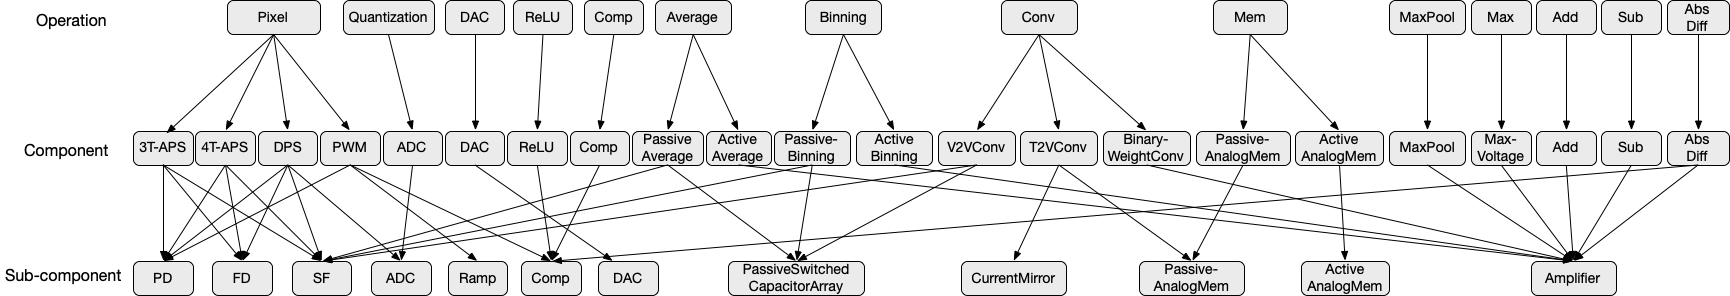 Operation
Pixel
Quantization
DAC
ReLU
Comp
Average
Binning
Conv
Mem
MaxPool
Max
Add
Sub
Abs
Diff
Component
3T-APS
4T-APS
DPS
PWM
ADC
DAC
ReLU
Comp
Passive
Average
Active
Average
Passive-
Binning
Active
Binning
V2VConv
T2VConv
Binary-
WeightConv
Passive-
AnalogMem
Active
AnalogMem
MaxPool
Max-
Voltage
Add
Sub
Abs
Diff
Sub-component
PD
FD
SF
ADC
Ramp
Comp
DAC
PassiveSwitched
CapacitorArray
CurrentMirror
Passive-
AnalogMem
Active
AnalogMem
Amplifier